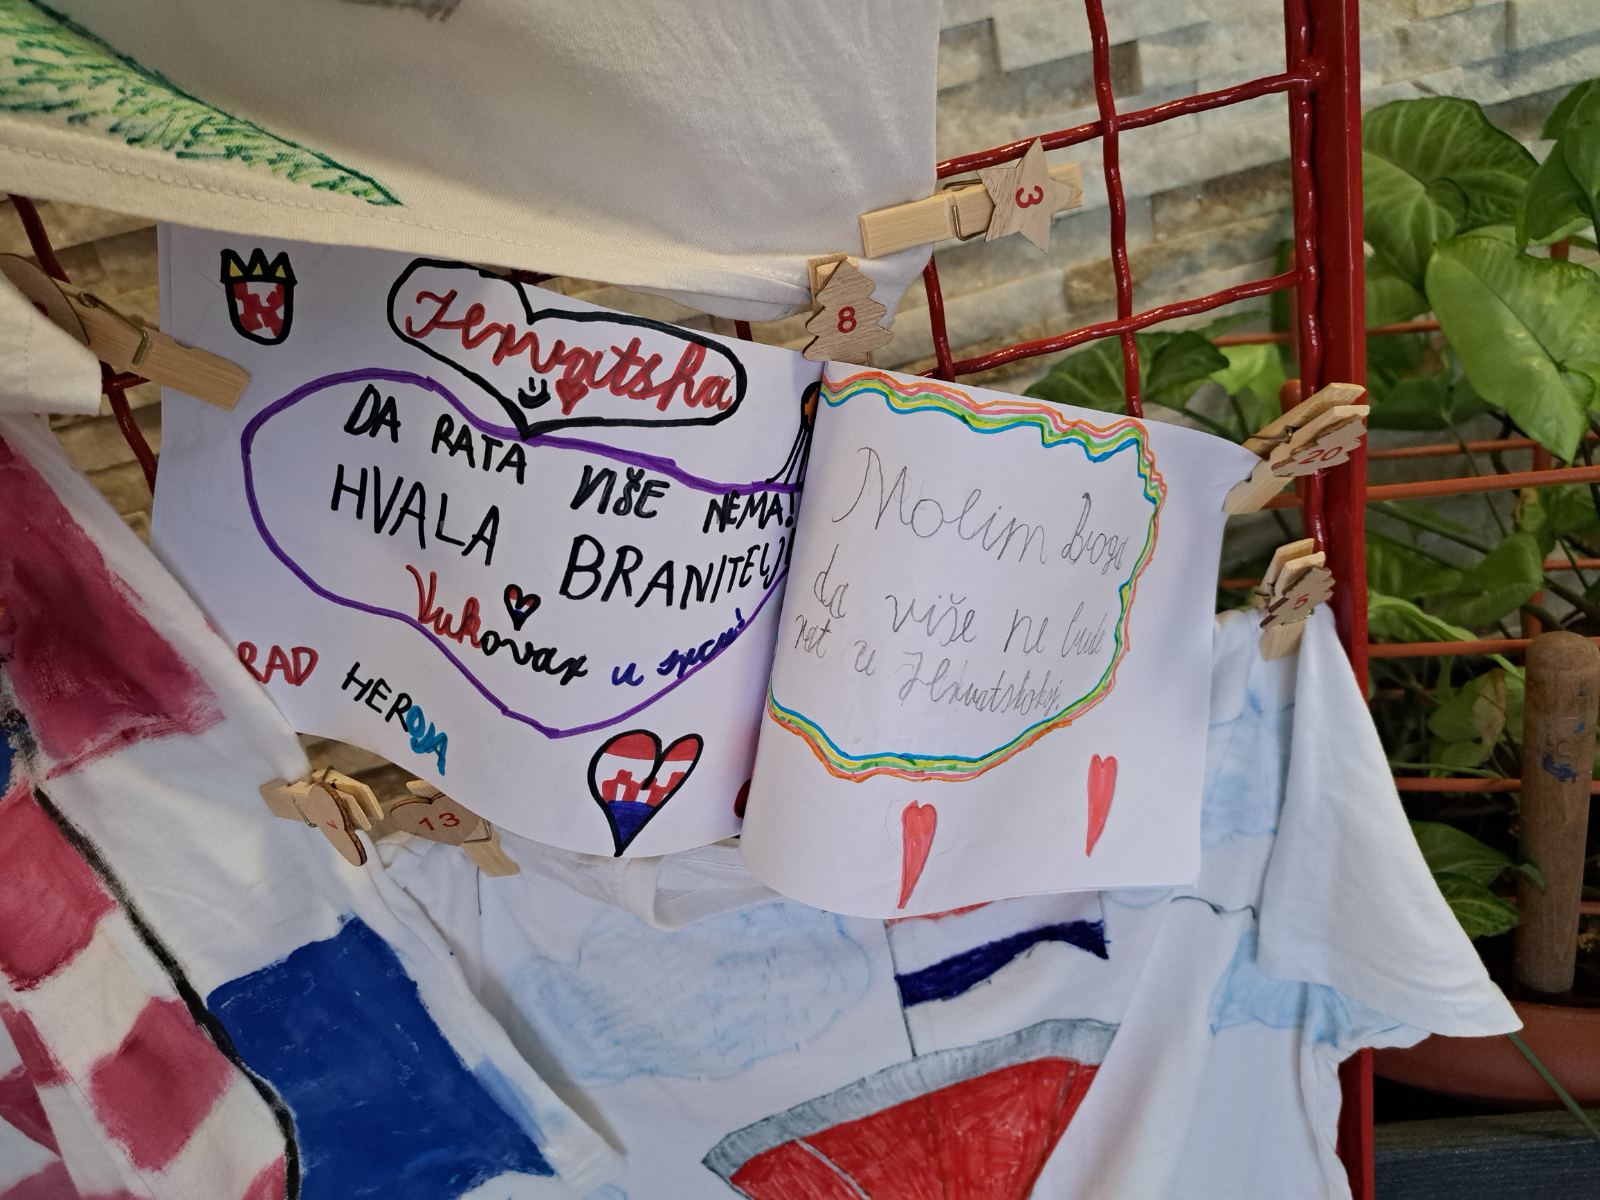 Hrvatska
DA RATA VIŠE NEMA!
HVALA BRANITELJI
Vukovar u srcu
RAD HEROJA
Molim Boga
da više ne bude
rat u Hrvatskoj.
3
8
20
5
13